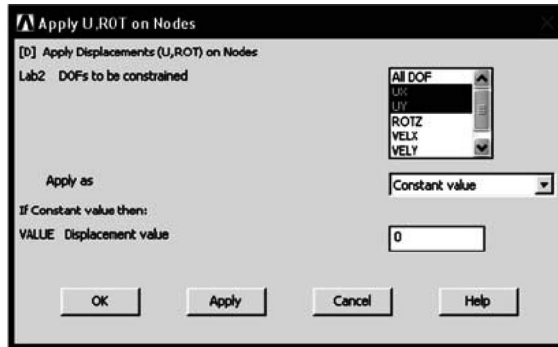 Apply U,ROT on Nodes
[D] Apply Displacements (U,ROT) on Nodes
Lab2 DOFs to be constrained
All DOF
UX
UY
ROTZ
VELX
VELY
Apply as
Constant value
If Constant value then:
VALUE Displacement value
0
OK
Apply
Cancel
Help